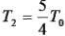 T₂ = 5/4 T₀